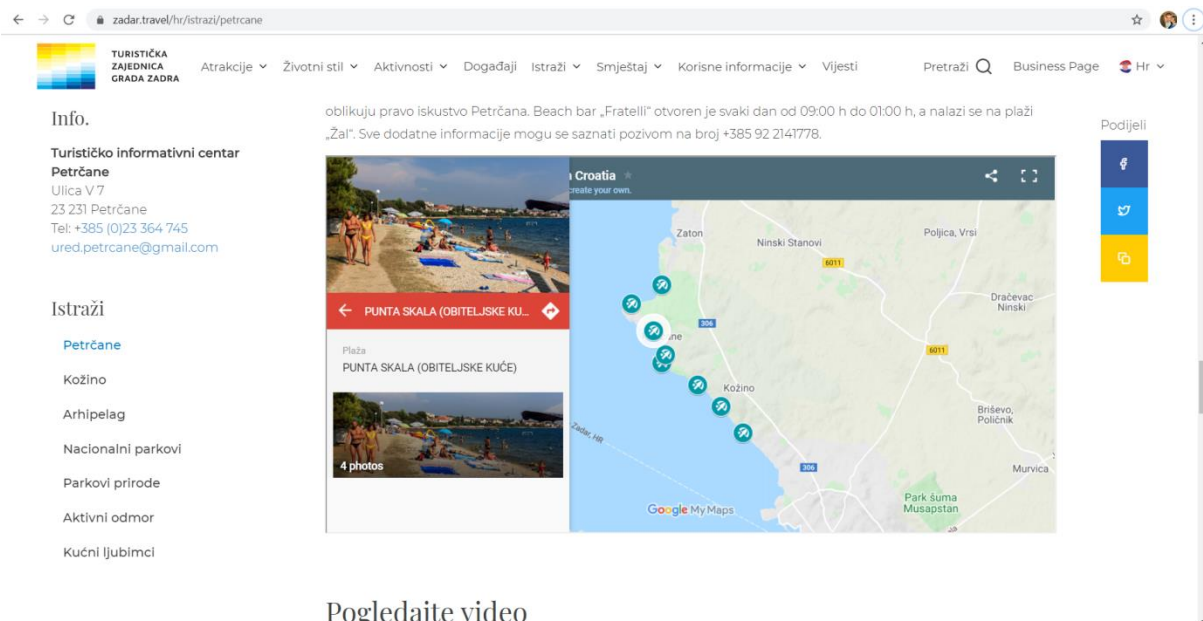 zadar.travel/hr/istrazi/petrcane
TURISTIČKA
ZAJEDNICA
GRADA ZADRA
Atrakcije Životni stil Aktivnosti Događaji Istraži Smještaj Korisne informacije Vijesti Pretraži Business Page Hr
Info.
Turističko informativni centar
Petrčane
Ulica V 7
23 231 Petrčane
Tel: +385 (0)23 364 745
ured.petrcane@gmail.com
Istraži
Petrčane
Kožino
Arhipelag
Nacionalni parkovi
Parkovi prirode
Aktivni odmor
Kućni ljubimci
oblikuju pravo iskustvo Petrčana. Beach bar „Fratelli“ otvoren je svaki dan od 09:00 h do 01:00 h, a nalazi se na plaži
„Žal“. Sve dodatne informacije mogu se saznati pozivom na broj +385 92 2141778.
PUNTA SKALA (OBITELJSKE KU...
Plaža
PUNTA SKALA (OBITELJSKE KUĆE)
4 photos
Croatia
create your own.
Zaton
Ninski Stanovi
Poljica, Vrsi
6011
Dračevac
Ninski
306
ne
6011
Kožino
Briševo,
Poličnik
Zadar, HR
306
Murvica
Park šuma
Musapstan
Google My Maps
Podijeli
Pogledajte video